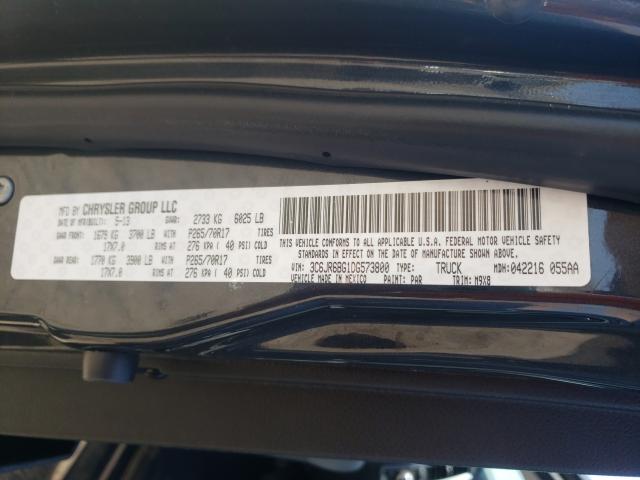 MFD BY CHRYSLER GROUP LLC
DATE OF MFR/BUILT: 5-13 GVWR: 2733 KG 6025 LB
GAWR 1679 KG 3700 LB WITH P265/70R17 TIRES
17X7.0 RIMS AT 276 KPA ( 40 PSI) COLD
GAWR: 1770 KG 3900 LB WITH P265/70R17 TIRES
17X7.0 RIMS AT 276 KPA ( 40 PSI) COLD
THIS VEHICLE CONFORMS TO ALL APPLICABLE U.S.A. FEDERAL MOTOR VEHICLE SAFETY
STANDARDS IN EFFECT ON THE DATE OF MANUFACTURE SHOWN ABOVE.
VIN: 3C6JR6BG1DG573800 TYPE: TRUCK MDH: 042216 055AA
VEHICLE MADE IN MEXICO PAINT: PAR TRIM: M9X8